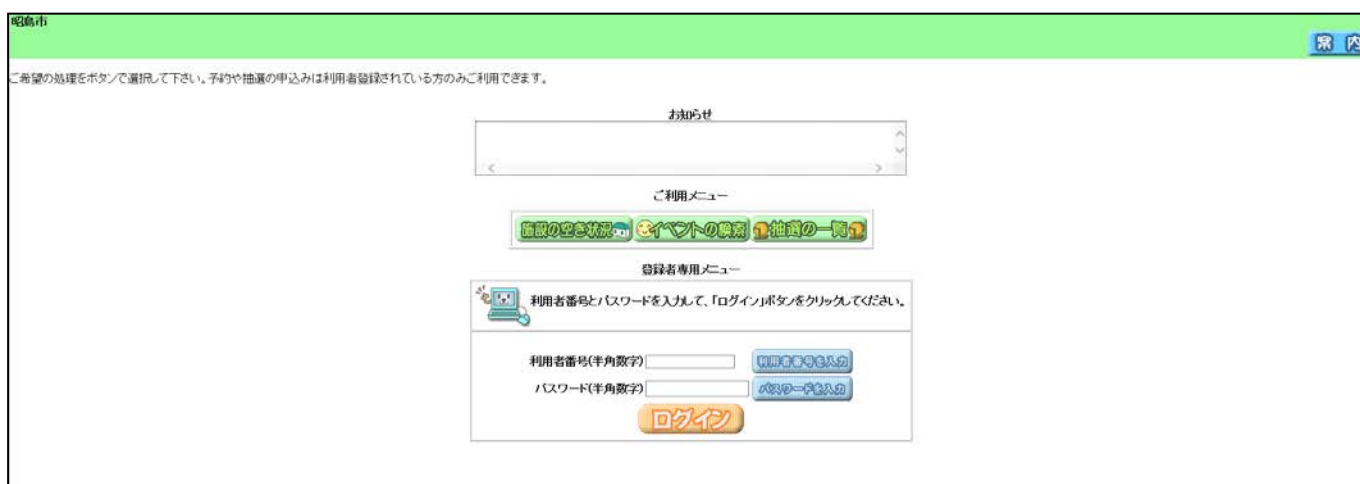 昭島市
案内
ご希望の処理をボタンで選択して下さい。予約や抽選の申込みは利用者登録されている方のみご利用できます。
お知らせ
ご利用メニュー
施設の空き状況 イベントの検索 抽選の一覧
登録者専用メニュー
利用者番号とパスワードを入力して、「ログイン」ボタンをクリックしてください。
利用者番号(半角数字) 利用者番号を入力
パスワード(半角数字) パスワードを入力
ログイン